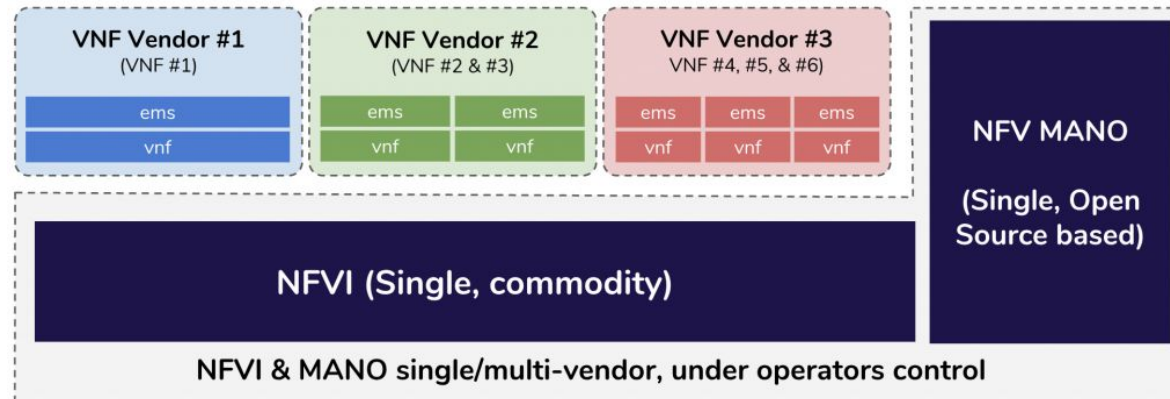 VNF Vendor #1
(VNF #1)
ems
vnf
VNF Vendor #2
(VNF #2 & #3)
ems ems
vnf vnf
VNF Vendor #3
VNF #4, #5, & #6)
ems ems ems
vnf vnf vnf
NFV MANO
(Single, Open
Source based)
NFVI (Single, commodity)
NFVI & MANO single/multi-vendor, under operators control